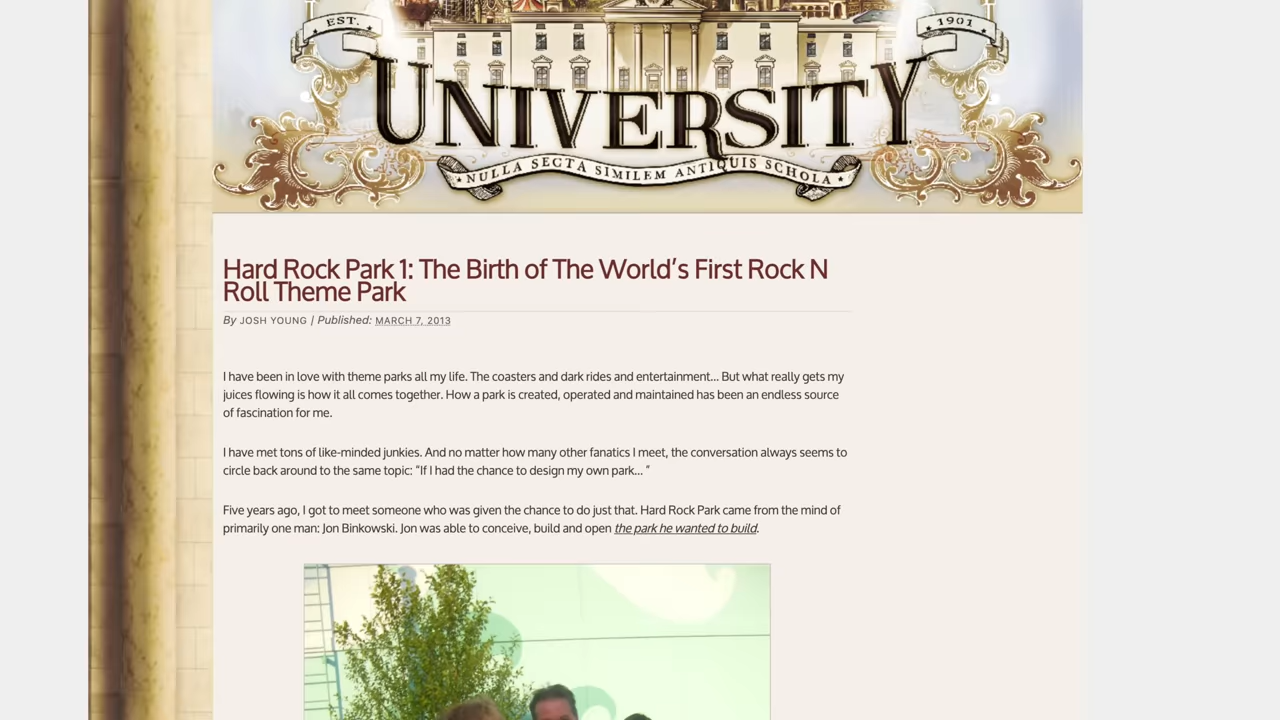 EST.
1901
UNIVERSITY
NULLA SECTA SIMILEM ANTIQUIS SCHOLA
Hard Rock Park 1: The Birth of The World’s First Rock N
Roll Theme Park
By JOSH YOUNG | Published: MARCH 7, 2013
I have been in love with theme parks all my life. The coasters and dark rides and entertainment… But what really gets my
juices flowing is how it all comes together. How a park is created, operated and maintained has been an endless source
of fascination for me.
I have met tons of like-minded junkies. And no matter how many other fanatics I meet, the conversation always seems to
circle back around to the same topic: “If I had the chance to design my own park… ”
Five years ago, I got to meet someone who was given the chance to do just that. Hard Rock Park came from the mind of
primarily one man: Jon Binkowski. Jon was able to conceive, build and open the park he wanted to build.